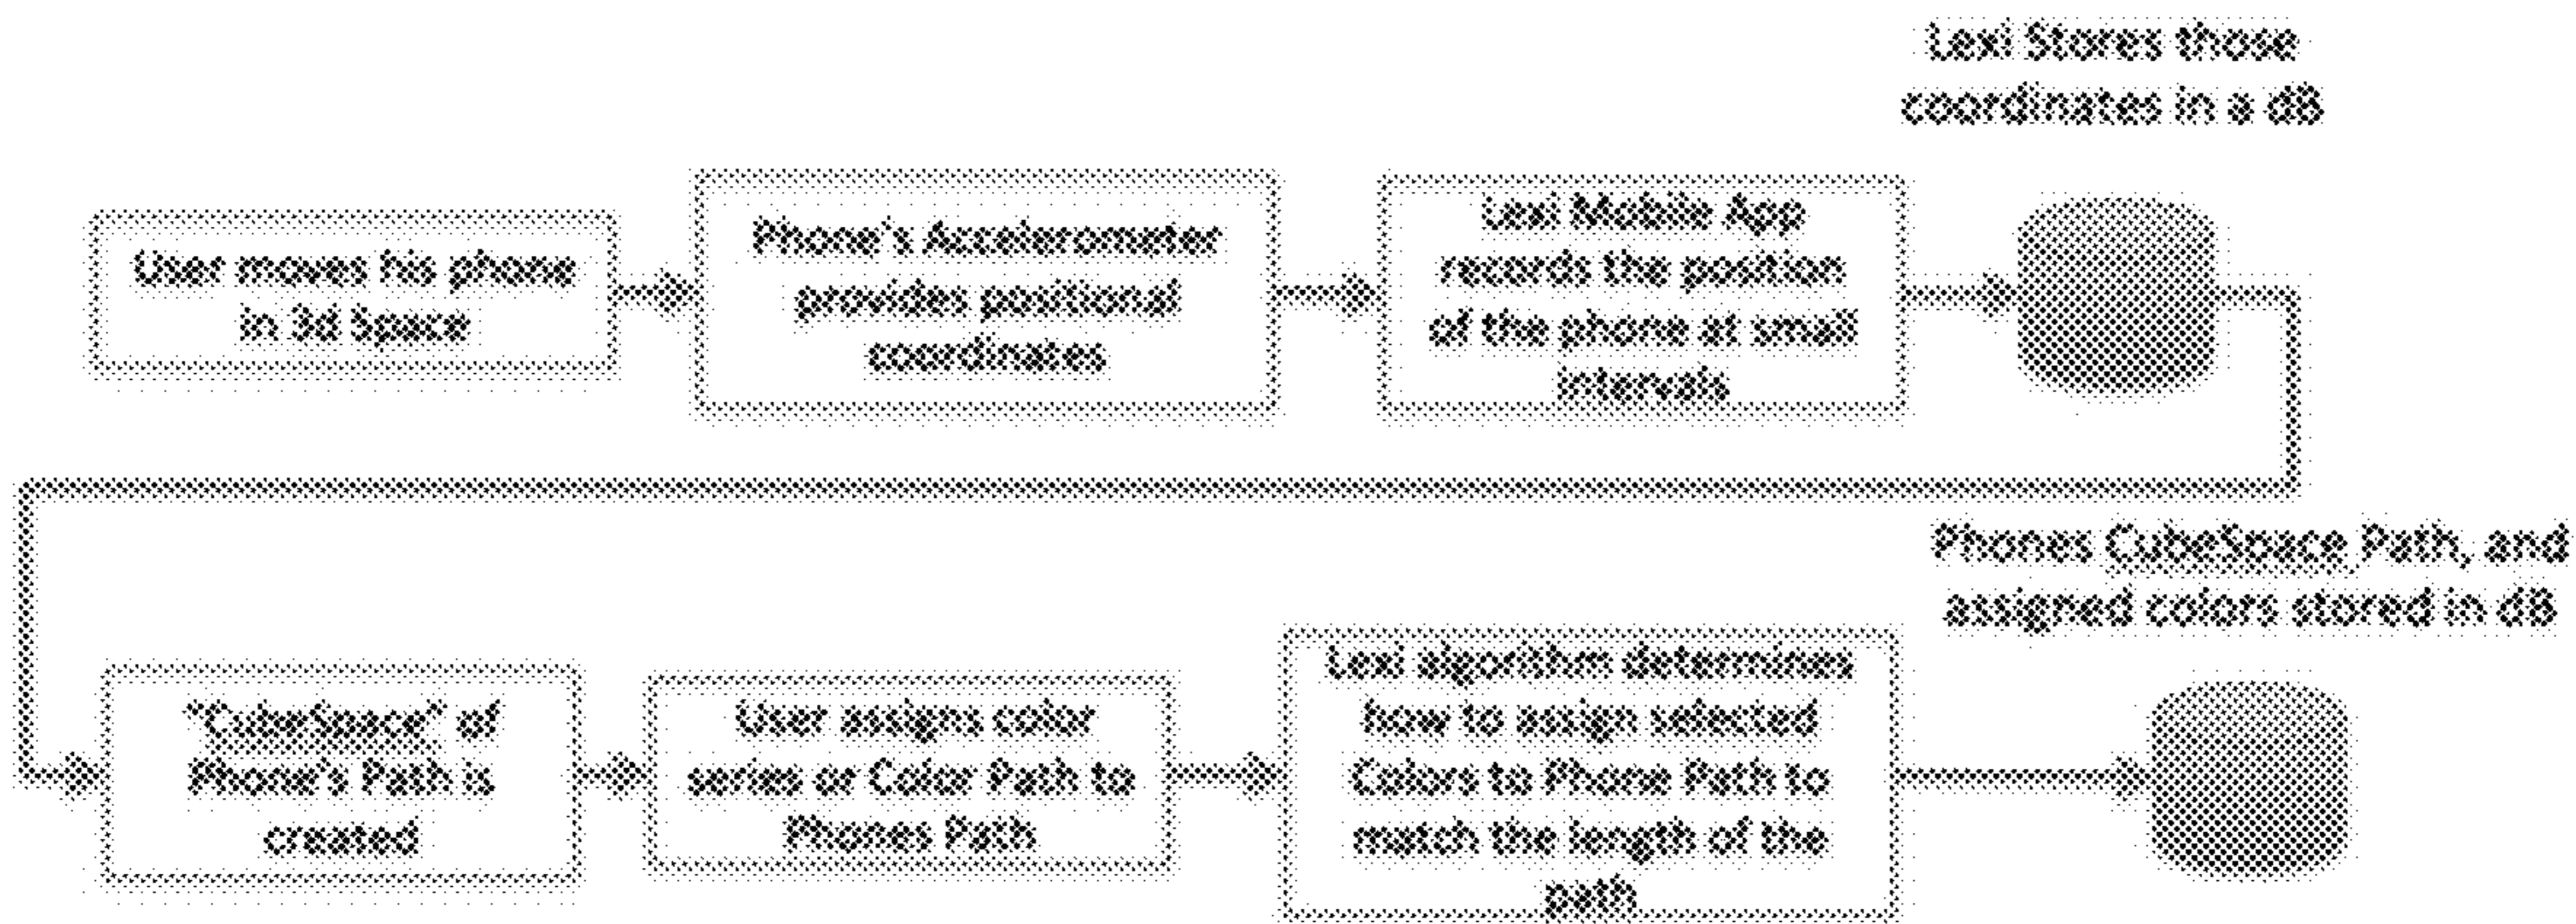 Lexi Stores those
coordinates in a dB
User moves his phone
in 3d Space
Phone's Accelerometer
provides positional
coordinates
Lexi Mobile App
records the position
of the phone at small
intervals
Phones CubeSpace Path, and
assigned colors stored in dB
"CubeSpace" of
Phone's Path is
created
User assigns color
series or Color Path to
Phones Path
Lexi algorithm determines
how to assign selected
Colors to Phone Path to
match the length of the
path